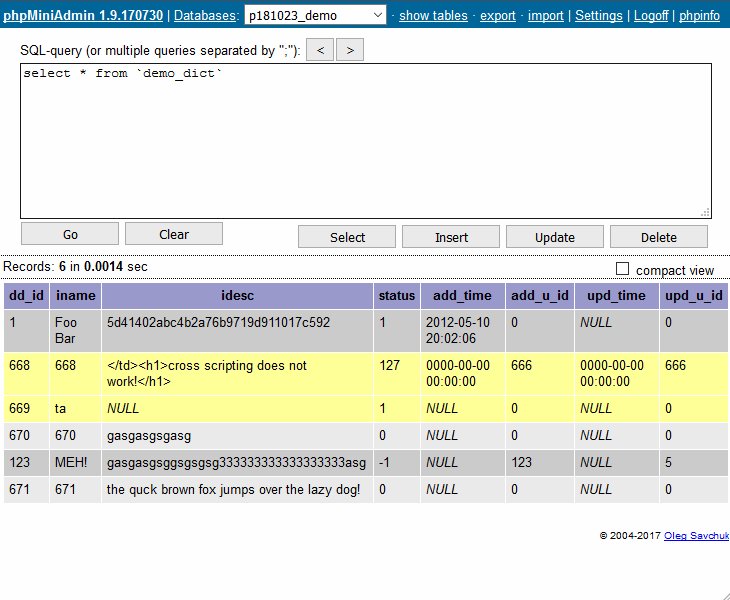 phpMiniAdmin 1.9.170730 | Databases: p181023_demo · show tables · export · import | Settings | Logoff | phpinfo
SQL-query (or multiple queries separated by ";"): < >
select * from `demo_dict`
Go Clear Select Insert Update Delete
Records: 6 in 0.0014 sec compact view
dd_id iname idesc status add_time add_u_id upd_time upd_u_id
1 Foo 5d41402abc4b2a76b9719d911017c592 1 2012-05-10 0 NULL 0
Bar 20:02:06
668 668 </td><h1>cross scripting does not 127 0000-00-00 666 0000-00-00 666
work!</h1> 00:00:00 00:00:00
669 ta NULL 1 NULL 0 NULL 0
670 670 gasgasgsgasg 0 NULL 0 NULL 0
123 MEH! gasgasgsggsgsgsg333333333333333333asg -1 NULL 123 NULL 5
671 671 the quck brown fox jumps over the lazy dog! 0 NULL 0 NULL 0
© 2004-2017 Oleg Savchuk